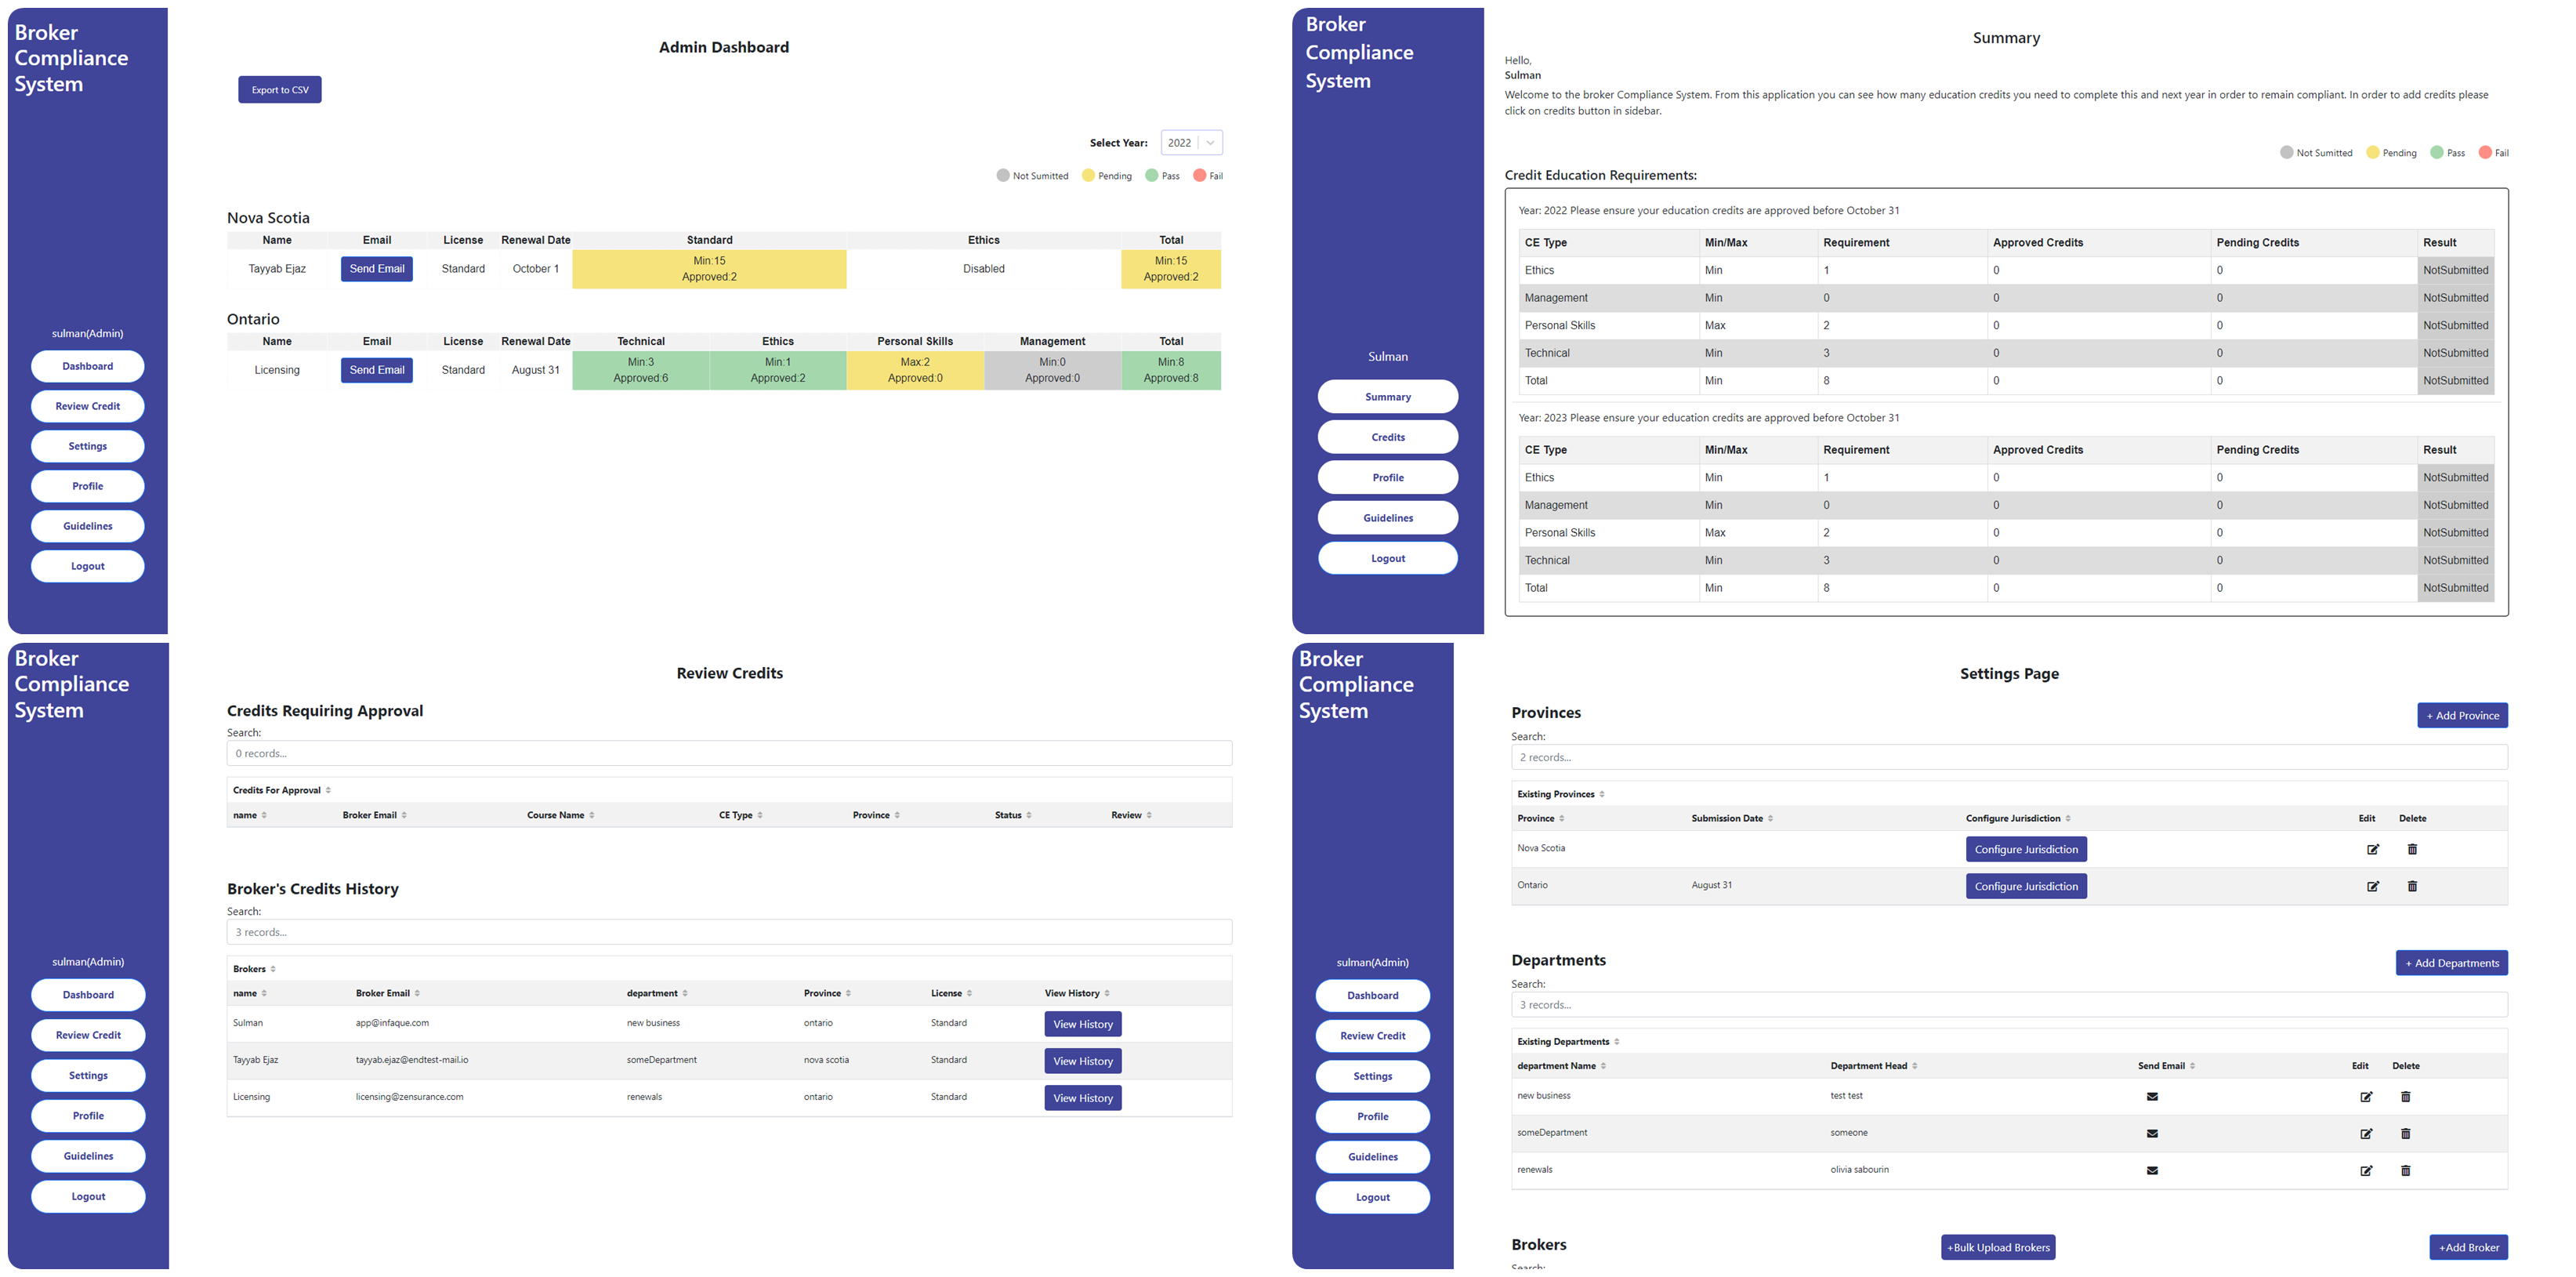 Broker
Compliance
System
sulman(Admin)
Dashboard
Review Credit
Settings
Profile
Guidelines
Logout
Admin Dashboard
Export to CSV
Select Year: 2022
Not Sumitted Pending Pass Fail
Nova Scotia
Name Email License Renewal Date Standard Ethics Total
Tayyab Ejaz Send Email Standard October 1 Min:15 Approved:2 Disabled Min:15 Approved:2
Ontario
Name Email License Renewal Date Technical Ethics Personal Skills Management Total
Licensing Send Email Standard August 31 Min:3 Approved:6 Min:1 Approved:2 Max:2 Approved:0 Min:0 Approved:0 Min:8 Approved:8
Broker
Compliance
System
Sulman
Summary
Credits
Profile
Guidelines
Logout
Summary
Hello,
Sulman
Welcome to the broker Compliance System. From this application you can see how many education credits you need to complete this and next year in order to remain compliant. In order to add credits please
click on credits button in sidebar.
Not Sumitted Pending Pass Fail
Credit Education Requirements:
Year: 2022 Please ensure your education credits are approved before October 31
CE Type Min/Max Requirement Approved Credits Pending Credits Result
Ethics Min 1 0 0 NotSubmitted
Management Min 0 0 0 NotSubmitted
Personal Skills Max 2 0 0 NotSubmitted
Technical Min 3 0 0 NotSubmitted
Total Min 8 0 0 NotSubmitted
Year: 2023 Please ensure your education credits are approved before October 31
CE Type Min/Max Requirement Approved Credits Pending Credits Result
Ethics Min 1 0 0 NotSubmitted
Management Min 0 0 0 NotSubmitted
Personal Skills Max 2 0 0 NotSubmitted
Technical Min 3 0 0 NotSubmitted
Total Min 8 0 0 NotSubmitted
Broker
Compliance
System
sulman(Admin)
Dashboard
Review Credit
Settings
Profile
Guidelines
Logout
Review Credits
Credits Requiring Approval
Search:
0 records...
Credits For Approval
name Broker Email Course Name CE Type Province Status Review
Broker's Credits History
Search:
3 records...
Brokers
name Broker Email department Province License View History
Sulman app@infaque.com new business ontario Standard View History
Tayyab Ejaz tayyab.ejaz@endtest-mail.io someDepartment nova scotia Standard View History
Licensing licensing@zensurance.com renewals ontario Standard View History
Broker
Compliance
System
sulman(Admin)
Dashboard
Review Credit
Settings
Profile
Guidelines
Logout
Settings Page
Provinces + Add Province
Search:
2 records...
Existing Provinces
Province Submission Date Configure Jurisdiction Edit Delete
Nova Scotia Configure Jurisdiction
Ontario August 31 Configure Jurisdiction
Departments + Add Departments
Search:
3 records...
Existing Departments
department Name Department Head Send Email Edit Delete
new business test test
someDepartment someone
renewals olivia sabourin
Brokers +Bulk Upload Brokers +Add Broker
Search: